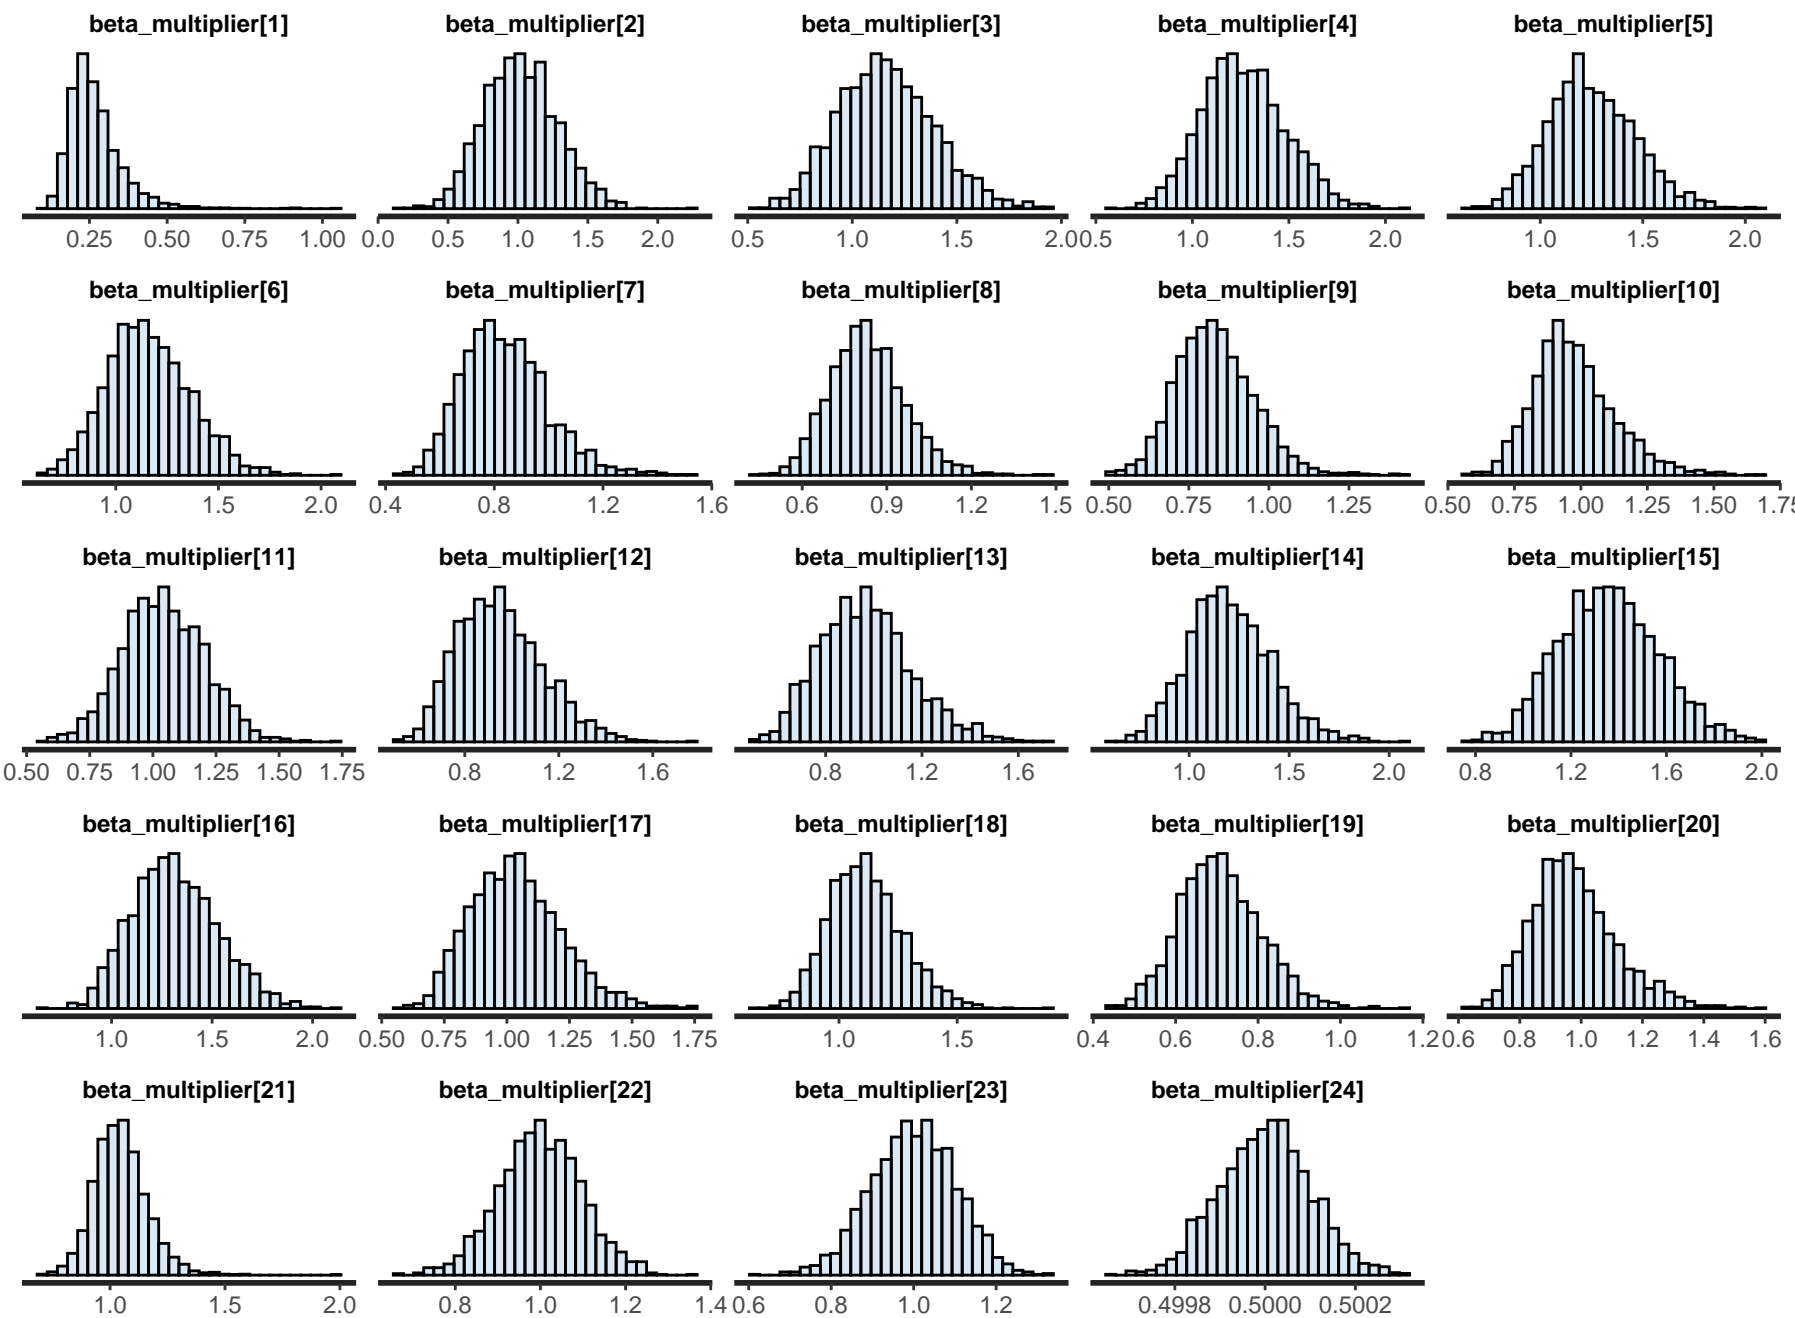 beta_multiplier[1] beta_multiplier[2] beta_multiplier[3] beta_multiplier[4] beta_multiplier[5]
0.25 0.50 0.75 1.00 0.0 0.5 1.0 1.5 2.0 0.5 1.0 1.5 2.0 0.5 1.0 1.5 2.0 1.0 1.5 2.0
beta_multiplier[6] beta_multiplier[7] beta_multiplier[8] beta_multiplier[9] beta_multiplier[10]
1.0 1.5 2.0 0.4 0.8 1.2 1.6 0.6 0.9 1.2 1.5 0.50 0.75 1.00 1.25 0.50 0.75 1.00 1.25 1.50 1.75
beta_multiplier[11] beta_multiplier[12] beta_multiplier[13] beta_multiplier[14] beta_multiplier[15]
0.50 0.75 1.00 1.25 1.50 1.75 0.8 1.2 1.6 0.8 1.2 1.6 1.0 1.5 2.0 0.8 1.2 1.6 2.0
beta_multiplier[16] beta_multiplier[17] beta_multiplier[18] beta_multiplier[19] beta_multiplier[20]
1.0 1.5 2.0 0.50 0.75 1.00 1.25 1.50 1.75 1.0 1.5 0.4 0.6 0.8 1.0 1.2 0.6 0.8 1.0 1.2 1.4 1.6
beta_multiplier[21] beta_multiplier[22] beta_multiplier[23] beta_multiplier[24]
1.0 1.5 2.0 0.8 1.0 1.2 1.4 0.6 0.8 1.0 1.2 0.4998 0.5000 0.5002